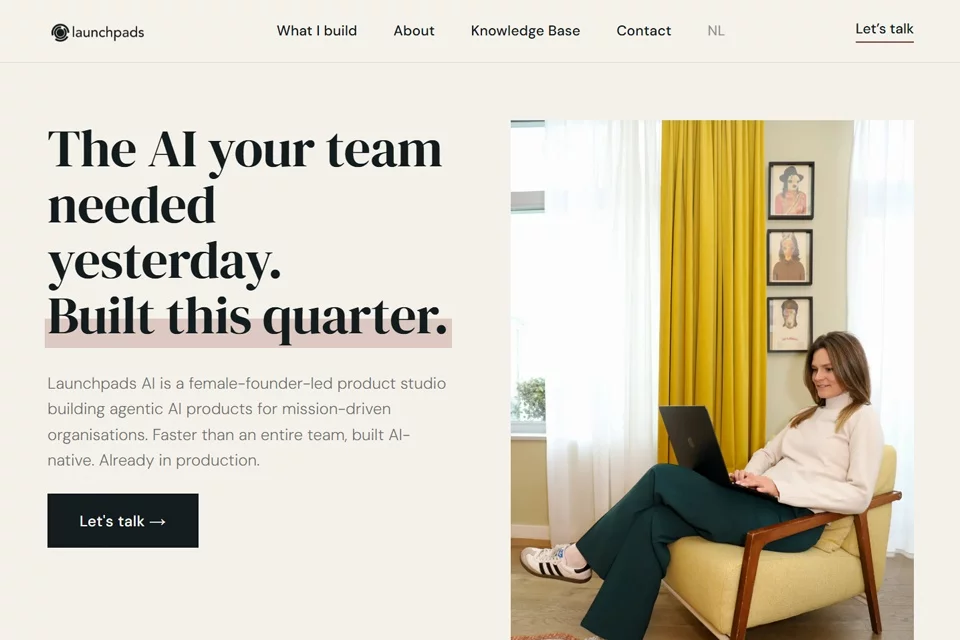 launchpads
What I build
About
Knowledge Base
Contact
NL
Let’s talk
The AI your team
needed
yesterday.
Built this quarter.
Launchpads AI is a female-founder-led product studio
building agentic AI products for mission-driven
organisations. Faster than an entire team, built AI-
native. Already in production.
Let's talk →